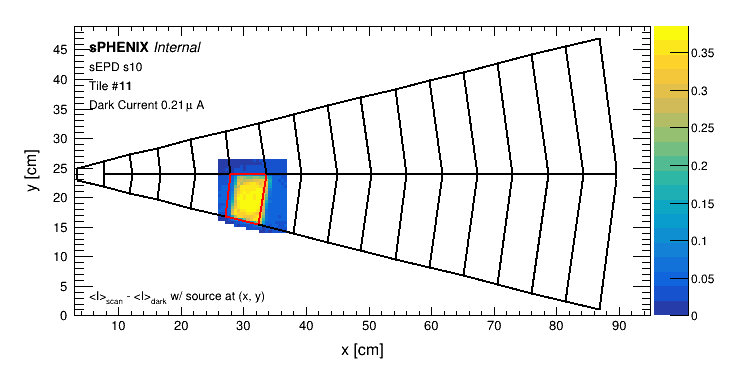 sPHENIX Internal
sEPD s10
Tile #11
Dark Current 0.21 μ A
<I>scan - <I>dark w/ source at (x, y)
y [cm]
45
40
35
30
25
20
15
10
5
0
10 20 30 40 50 60 70 80 90
x [cm]
0.35
0.3
0.25
0.2
0.15
0.1
0.05
0